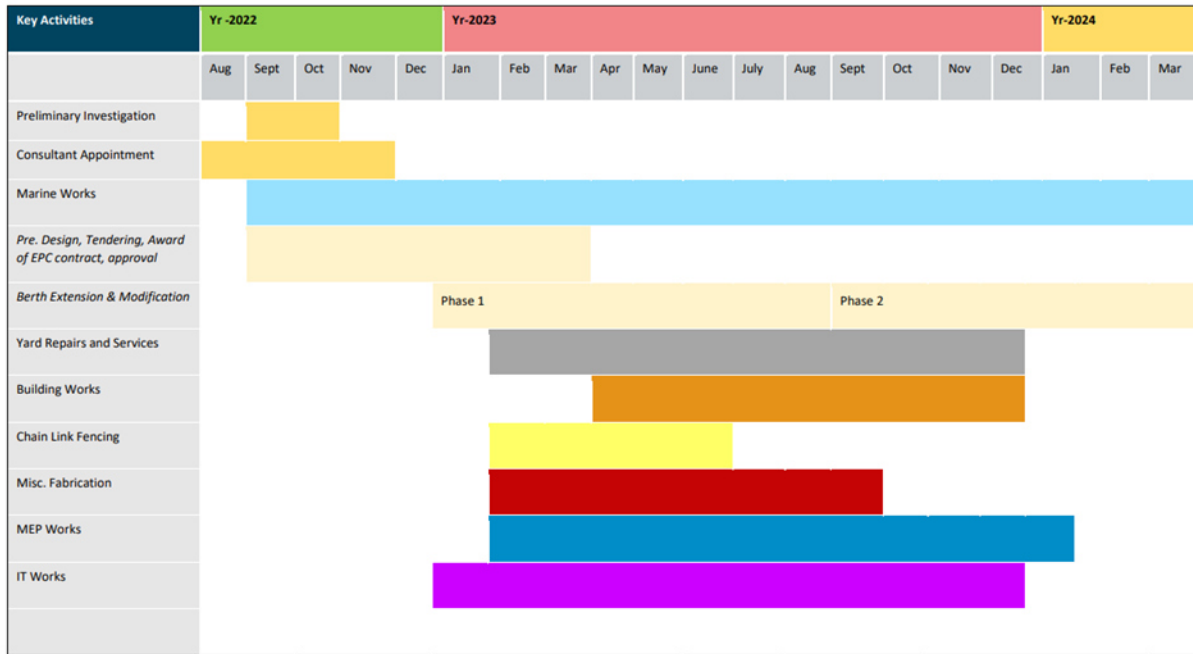 Key Activities Yr -2022 Yr-2023 Yr-2024
Aug Sept Oct Nov Dec Jan Feb Mar Apr May June July Aug Sept Oct Nov Dec Jan Feb Mar
Preliminary Investigation
Consultant Appointment
Marine Works
Pre. Design, Tendering, Award
of EPC contract, approval
Berth Extension & Modification Phase 1 Phase 2
Yard Repairs and Services
Building Works
Chain Link Fencing
Misc. Fabrication
MEP Works
IT Works